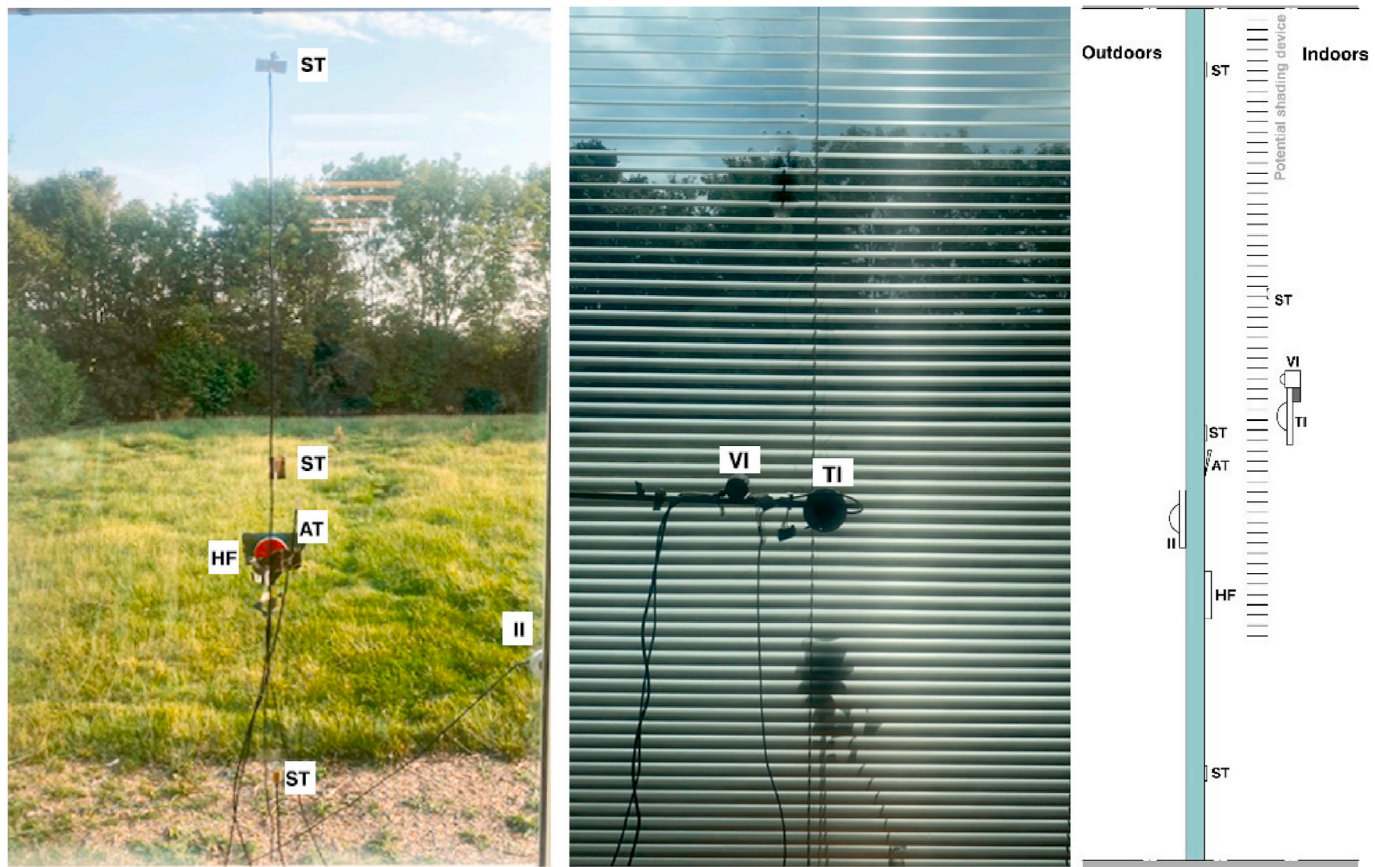 ST
ST
AT
HF
II
ST
VI
TI
Outdoors
Indoors
Potential shading device
ST
ST
VI
TI
ST
AT
II
HF
ST